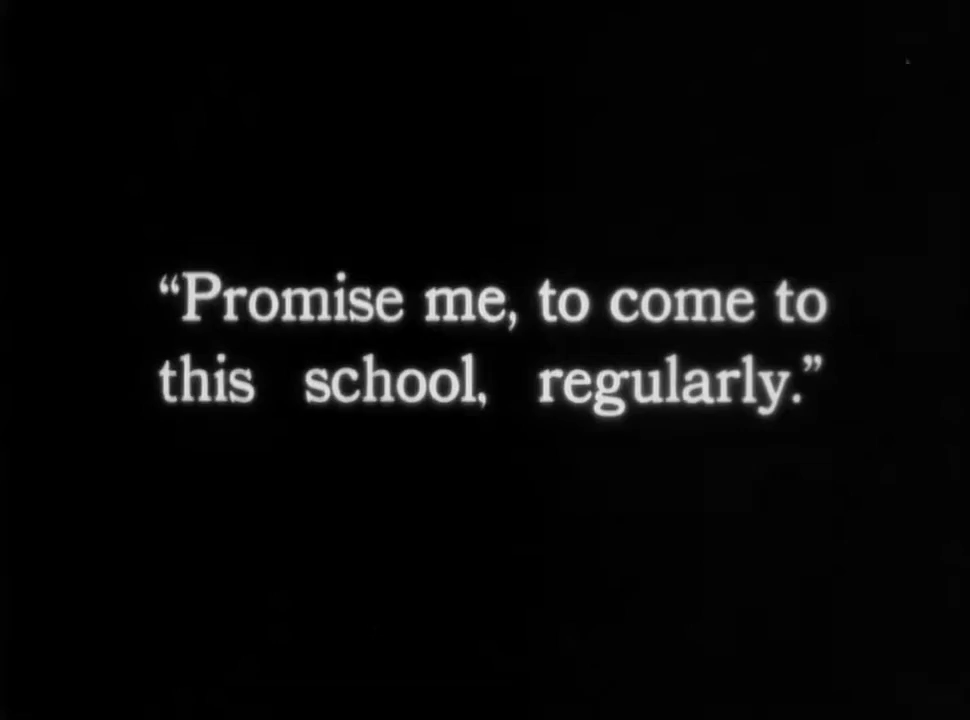 “Promise me, to come to
this school, regularly.”